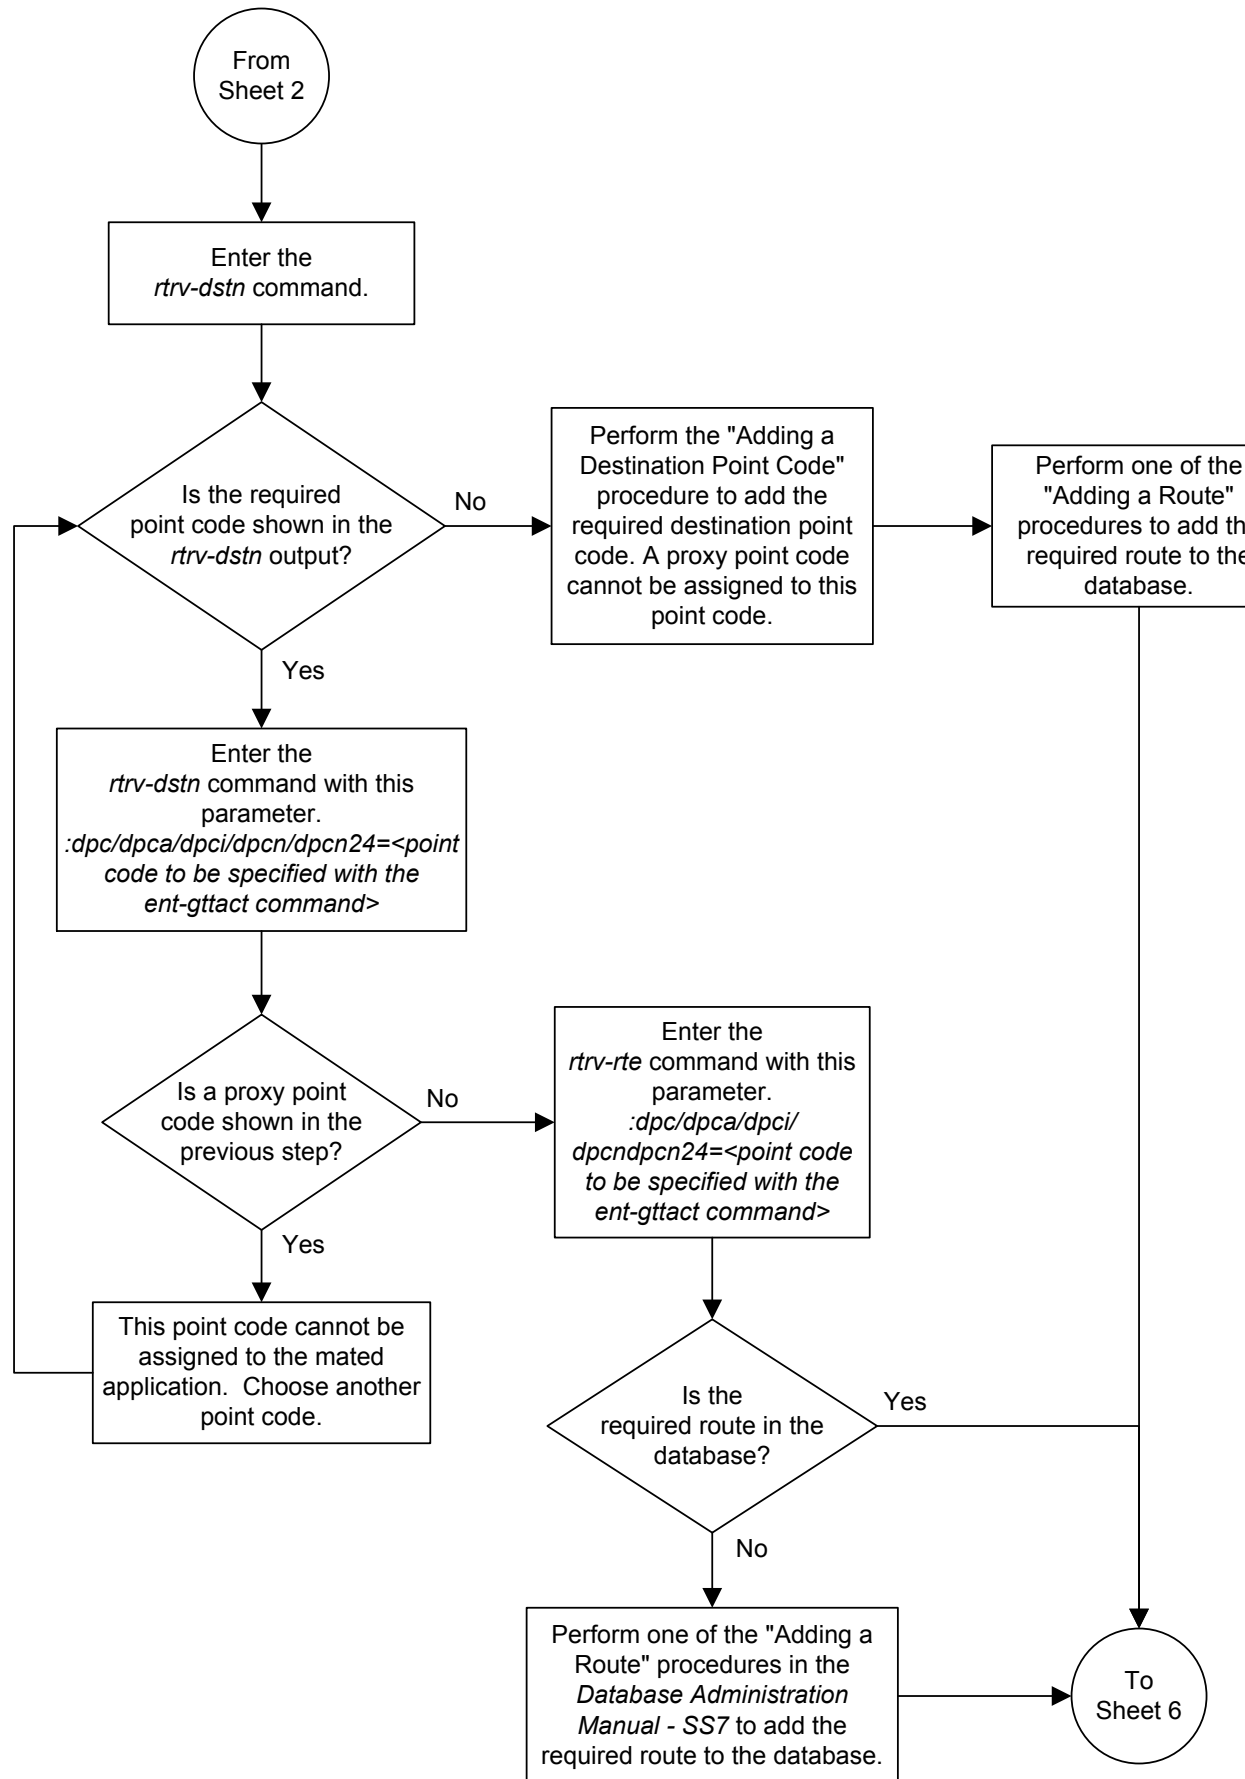 From
Sheet 2
Enter the
rtrv-dstn command.
Is the required
point code shown in the
rtrv-dstn output?
No
Perform the "Adding a
Destination Point Code"
procedure to add the
required destination point
code. A proxy point code
cannot be assigned to this
point code.
Perform one of the
"Adding a Route"
procedures to add th
required route to the
database.
Yes
Enter the
rtrv-dstn command with this
parameter.
:dpc/dpca/dpci/dpcn/dpcn24=<point
code to be specified with the
ent-gttact command>
Is a proxy point
code shown in the
previous step?
No
Enter the
rtrv-rte command with this
parameter.
:dpc/dpca/dpci/
dpcndpcn24=<point code
to be specified with the
ent-gttact command>
Yes
This point code cannot be
assigned to the mated
application.  Choose another
point code.
Is the
required route in the
database?
Yes
No
Perform one of the "Adding a
Route" procedures in the
Database Administration
Manual - SS7 to add the
required route to the database.
To
Sheet 6